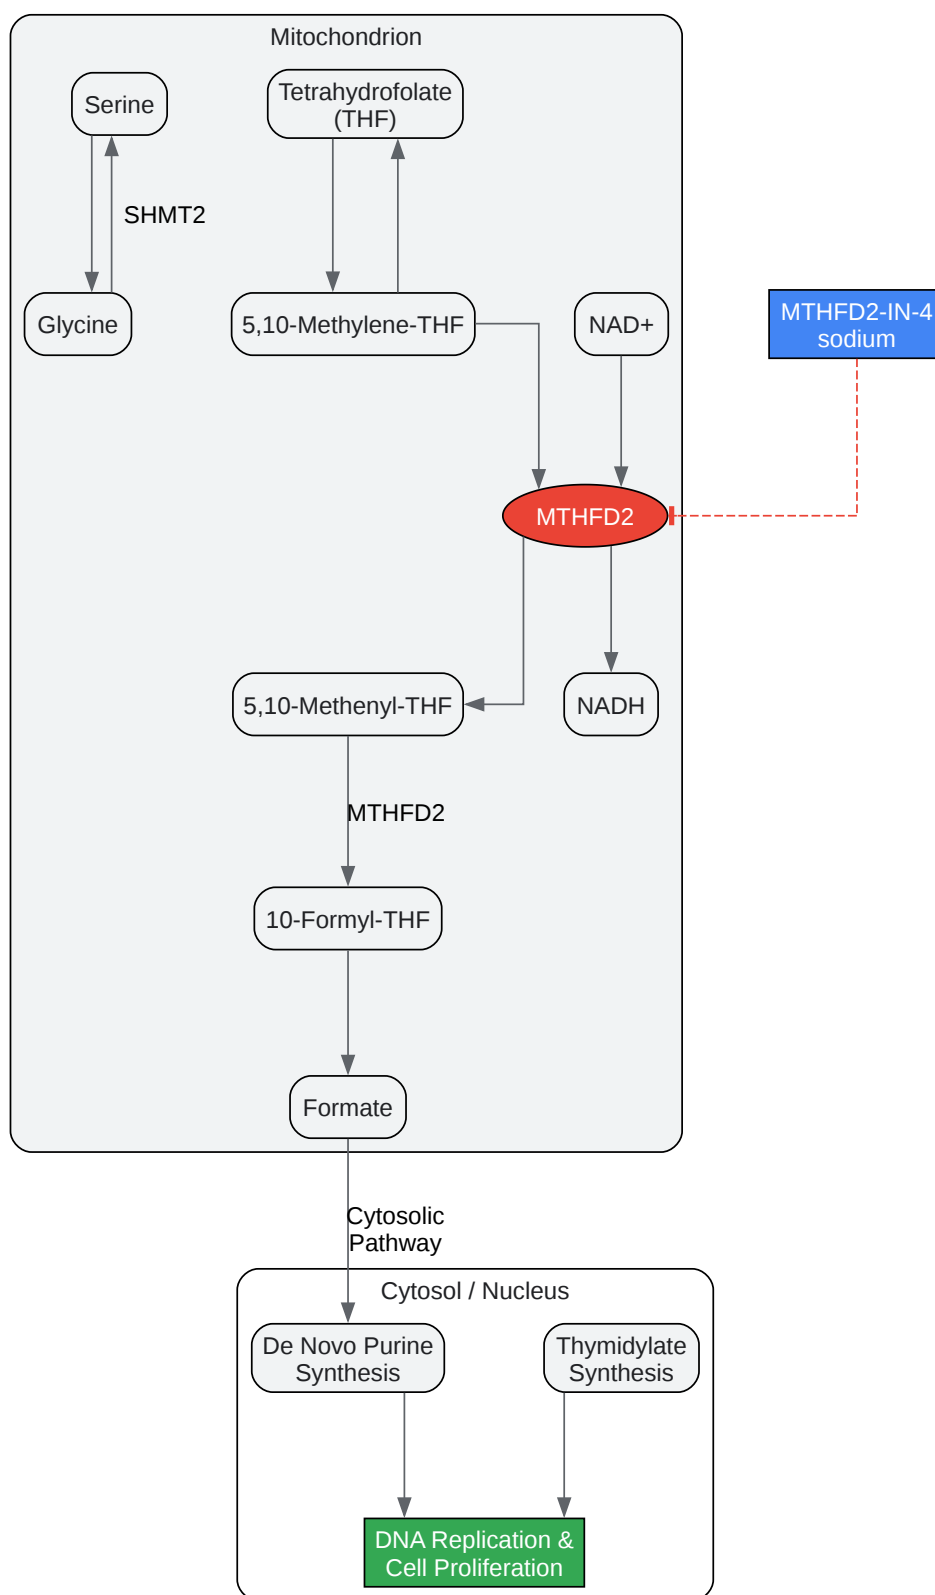 Mitochondrion
Serine
Tetrahydrofolate
(THF)
SHMT2
Glycine
5,10-Methylene-THF
NAD+
MTHFD2-IN-4
sodium
MTHFD2
5,10-Methenyl-THF
NADH
MTHFD2
10-Formyl-THF
Formate
Cytosolic
Pathway
Cytosol / Nucleus
De Novo Purine
Synthesis
Thymidylate
Synthesis
DNA Replication &
Cell Proliferation